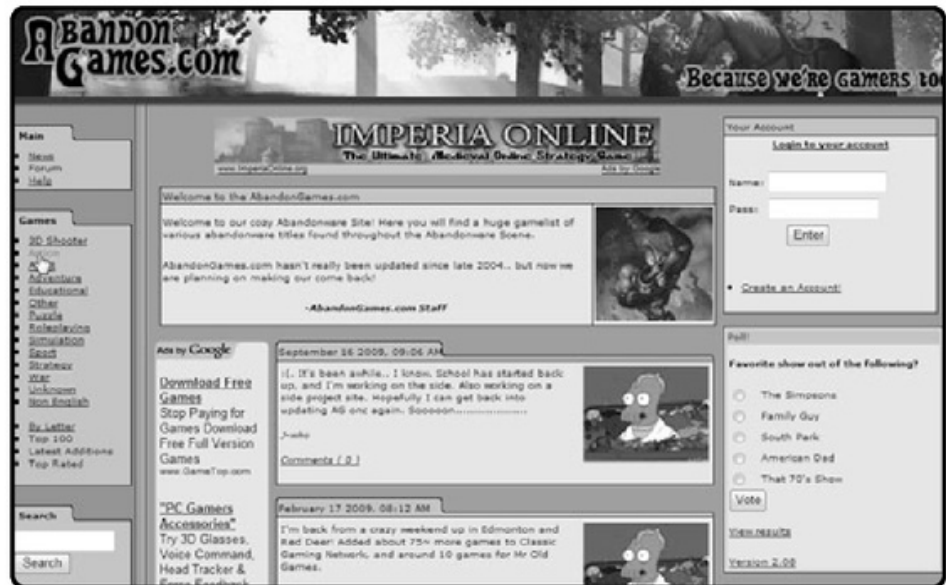 Abandon
Games.com
Because we're gamers too
IMPERIA ONLINE
The Ultimate Medieval Online Strategy Game
www.ImperiaOnline.org
Ads by Google
Main
News
Forum
Help
Games
3D Shooter
Action
Adventure
Educational
Other
Puzzle
Roleplaying
Simulation
Sport
Strategy
War
Unknown
Non English
By Letter
Top 100
Latest Additions
Top Rated
Search
Search
Welcome to the AbandonGames.com
Welcome to our cozy Abandonware Site! Here you will find a huge gamelist of
various abandonware titles found throughout the Abandonware Scene.
AbandonGames.com hasn't really been updated since late 2004.. but now we
are planning on making our come back!
-AbandonGames.com Staff
Ads by Google
Download Free
Games
Stop Paying for
Games Download
Free Full Version
Games
www.GameTop.com
"PC Gamers
Accessories"
Try 3D Glasses,
Voice Command,
Head Tracker &
Force Feedback
September 16 2009, 09:06 AM
:(. It's been awhile.. I know. School has started back
up, and I'm working on the side. Also working on a
side project site. Hopefully I can get back into
updating AG onc again. Sooooon..................
Comments ( 0 )
February 17 2009, 08:12 AM
I'm back from a crazy weekend up in Edmonton and
Red Deer! Added about 75~ more games to Classic
Gaming Network, and around 10 games for Mr Old
Games.
Your Account
Login to your account
Name:
Pass:
Enter
Create an Account!
Poll!
Favorite show out of the following?
The Simpsons
Family Guy
South Park
American Dad
That 70's Show
Vote
View results
Version 2.00